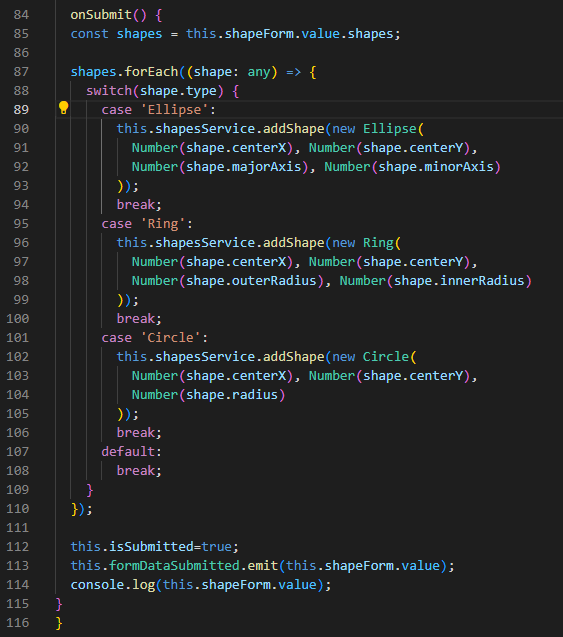 84 onSubmit() {
85 const shapes = this.shapeForm.value.shapes;
86
87 shapes.forEach((shape: any) => {
88 switch(shape.type) {
89 case 'Ellipse':
90 this.shapesService.addShape(new Ellipse(
91 Number(shape.centerX), Number(shape.centerY),
92 Number(shape.majorAxis), Number(shape.minorAxis)
93 ));
94 break;
95 case 'Ring':
96 this.shapesService.addShape(new Ring(
97 Number(shape.centerX), Number(shape.centerY),
98 Number(shape.outerRadius), Number(shape.innerRadius)
99 ));
100 break;
101 case 'Circle':
102 this.shapesService.addShape(new Circle(
103 Number(shape.centerX), Number(shape.centerY),
104 Number(shape.radius)
105 ));
106 break;
107 default:
108 break;
109 }
110 });
111
112 this.isSubmitted=true;
113 this.formDataSubmitted.emit(this.shapeForm.value);
114 console.log(this.shapeForm.value);
115 }
116 }